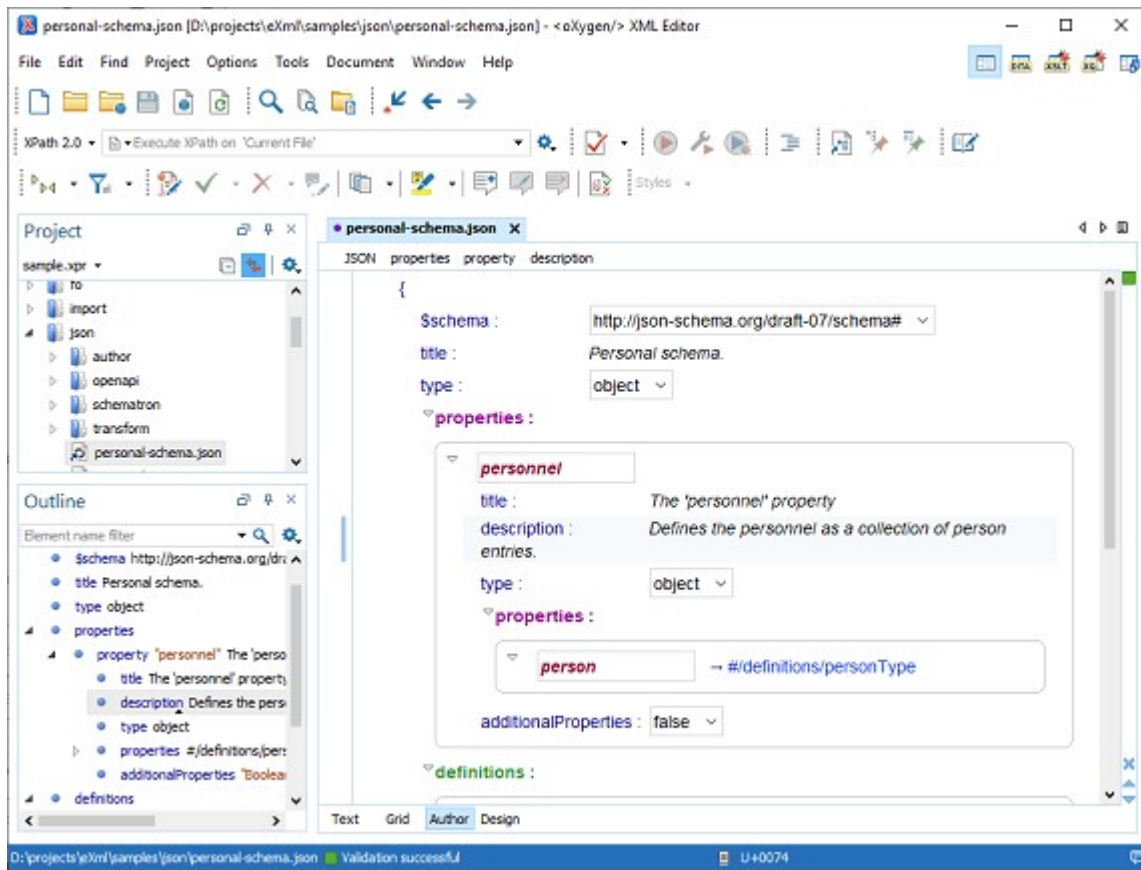 personal-schema.json [D:\projects\eXml\samples\json\personal-schema.json] - <oXygen/> XML Editor
File Edit Find Project Options Tools Document Window Help
XPath 2.0 Execute XPath on 'Current File'
Styles
Project
sample.xpr
to
import
json
author
openapi
schematron
transform
personal-schema.json
Outline
Element name filter
$schema http://json-schema.org/dr
title Personal schema.
type object
properties
property "personnel" The 'perso
title The 'personnel' property
description Defines the pers
type object
properties #/definitions/pers
additionalProperties "Boolea
definitions
personal-schema.json
JSON properties property description
{
$schema : http://json-schema.org/draft-07/schema#
title : Personal schema.
type : object
properties :
personnel
title : The 'personnel' property
description : Defines the personnel as a collection of person
entries.
type : object
properties :
person → #/definitions/personType
additionalProperties : false
definitions :
Text Grid Author Design
D:\projects\eXml\samples\json\personal-schema.json Validation successful U+0074